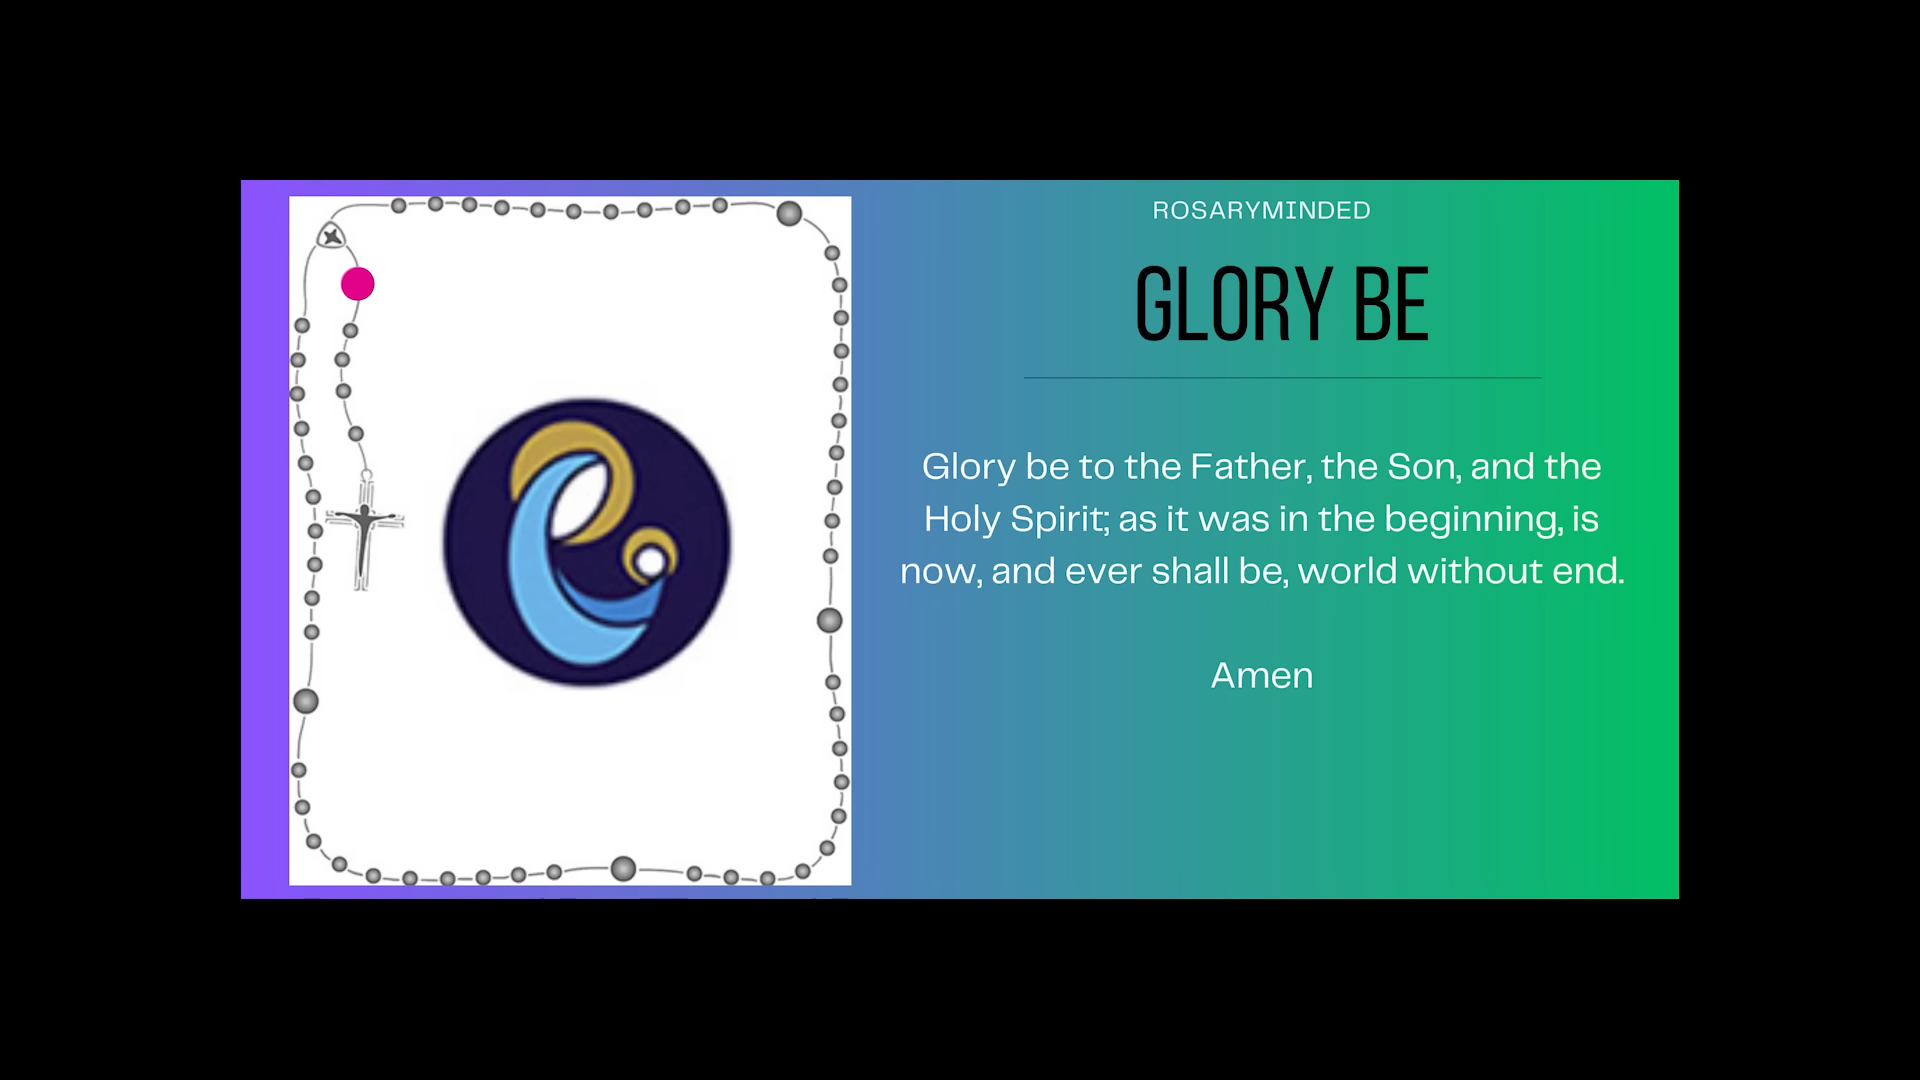 ROSARYMINDED
GLORY BE
Glory be to the Father, the Son, and the
Holy Spirit; as it was in the beginning, is
now, and ever shall be, world without end.
Amen